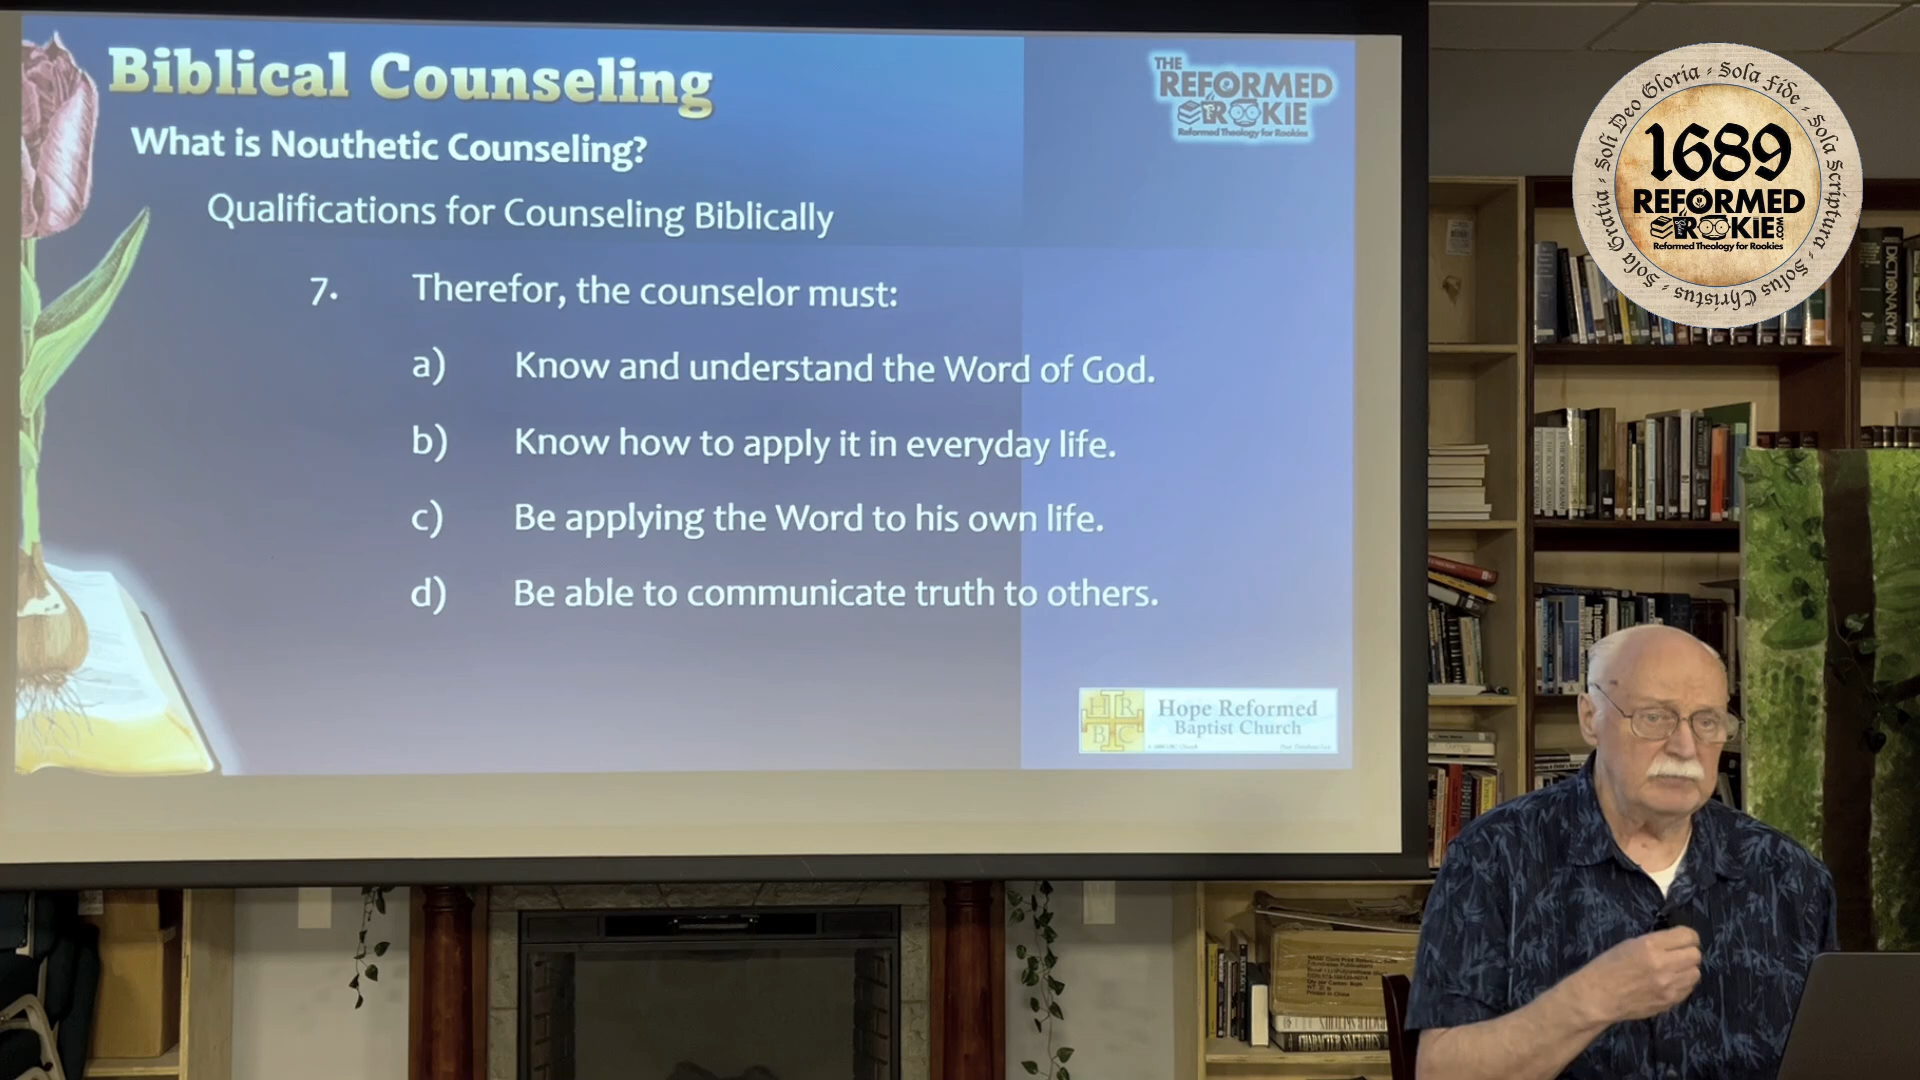 Biblical Counseling
What is Nouthetic Counseling?
Qualifications for Counseling Biblically
7. Therefor, the counselor must:
a) Know and understand the Word of God.
b) Know how to apply it in everyday life.
c) Be applying the Word to his own life.
d) Be able to communicate truth to others.
THE
REFORMED
ROOKIE
Reformed Theology for Rookies
H R
B C
Hope Reformed
Baptist Church
Sola Gratia - Soli Deo Gloria - Sola Fide - Sola Scriptura - Solus Christus -
1689
REFORMED
ROOKIE.COM
Reformed Theology for Rookies
DICTIONARY